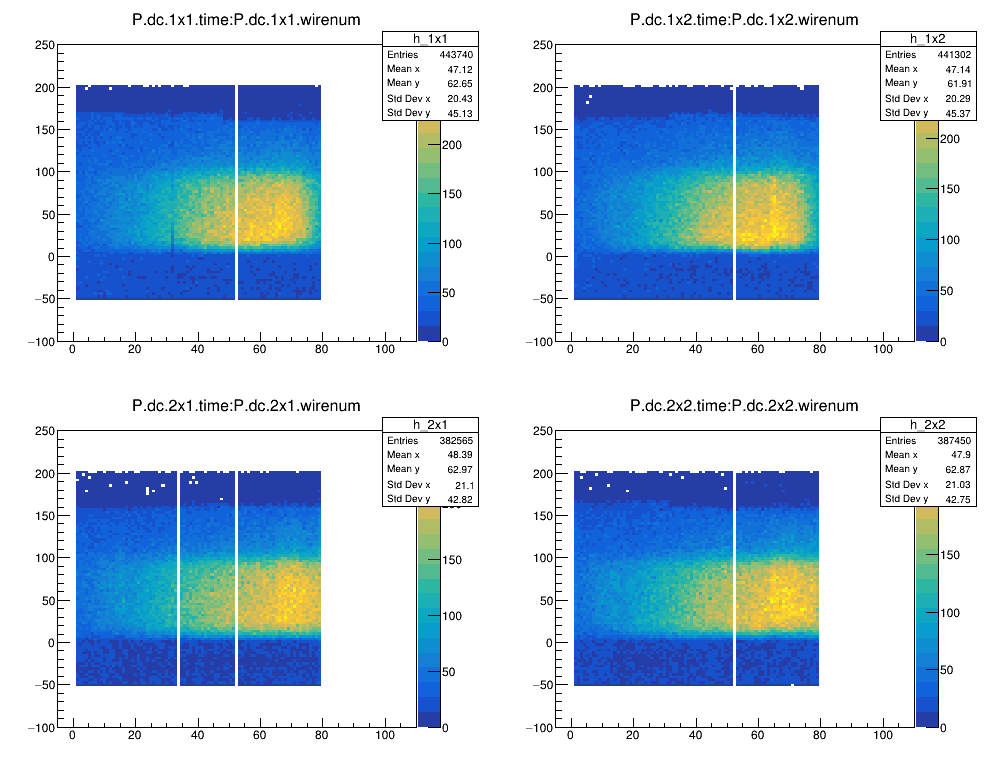 P.dc.1x1.time:P.dc.1x1.wirenum
h_1x1
Entries 443740
Mean x 47.12
Mean y 62.65
Std Dev x 20.43
Std Dev y 45.13
250
200
150
100
50
0
−50
−100
0 20 40 60 80 100
200
150
100
50
0
P.dc.1x2.time:P.dc.1x2.wirenum
h_1x2
Entries 441302
Mean x 47.14
Mean y 61.91
Std Dev x 20.29
Std Dev y 45.37
250
200
150
100
50
0
−50
−100
0 20 40 60 80 100
200
150
100
50
0
P.dc.2x1.time:P.dc.2x1.wirenum
h_2x1
Entries 382565
Mean x 48.39
Mean y 62.97
Std Dev x 21.1
Std Dev y 42.82
250
200
150
100
50
0
−50
−100
0 20 40 60 80 100
150
100
50
0
P.dc.2x2.time:P.dc.2x2.wirenum
h_2x2
Entries 387450
Mean x 47.9
Mean y 62.87
Std Dev x 21.03
Std Dev y 42.75
250
200
150
100
50
0
−50
−100
0 20 40 60 80 100
150
100
50
0